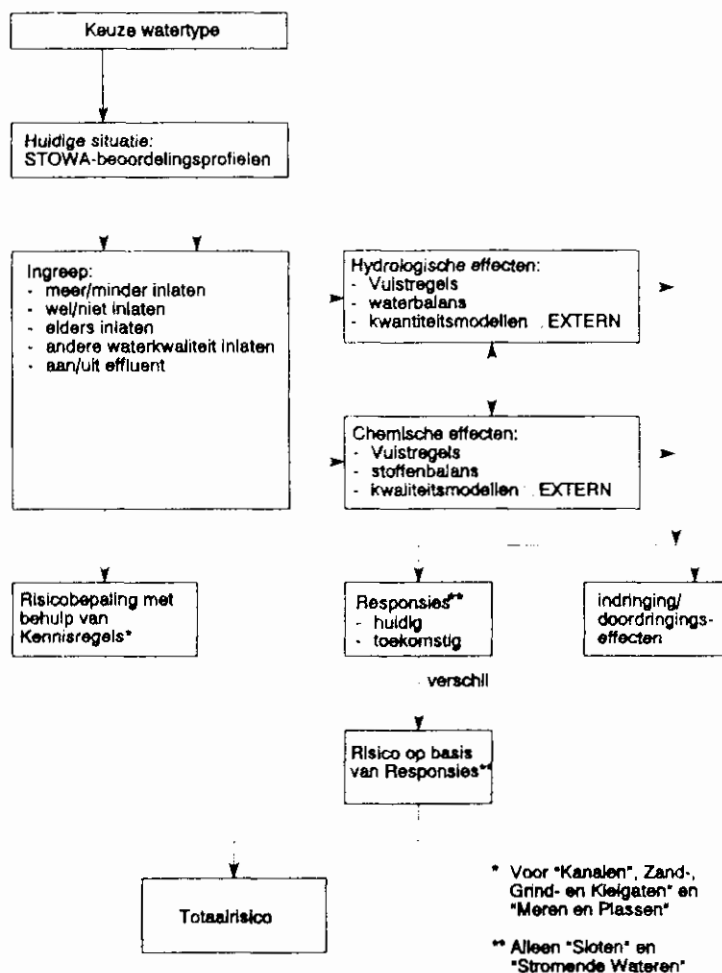 Keuze watertype
Huidige situatie:
STOWA-beoordelingsprofielen
Ingreep:
- meer/minder inlaten
- wel/niet inlaten
- elders inlaten
- andere waterkwaliteit inlaten
- aan/uit effluent
Hydrologische effecten:
- Vuistregels
- waterbalans
- kwantiteitsmodellen EXTERN
Chemische effecten:
- Vuistregels
- stoffenbalans
- kwaliteitsmodellen EXTERN
Risicobepaling met
behulp van
Kennisregels*
Responsies**
- huidig
- toekomstig
indringing/
doordringings-
effecten
verschil
Risico op basis
van Responsies**
Totaalrisico
* Voor "Kanalen", Zand-,
Grind- en Kleigaten" en
"Meren en Plassen"
** Alleen "Sloten" en
"Stromende Wateren"